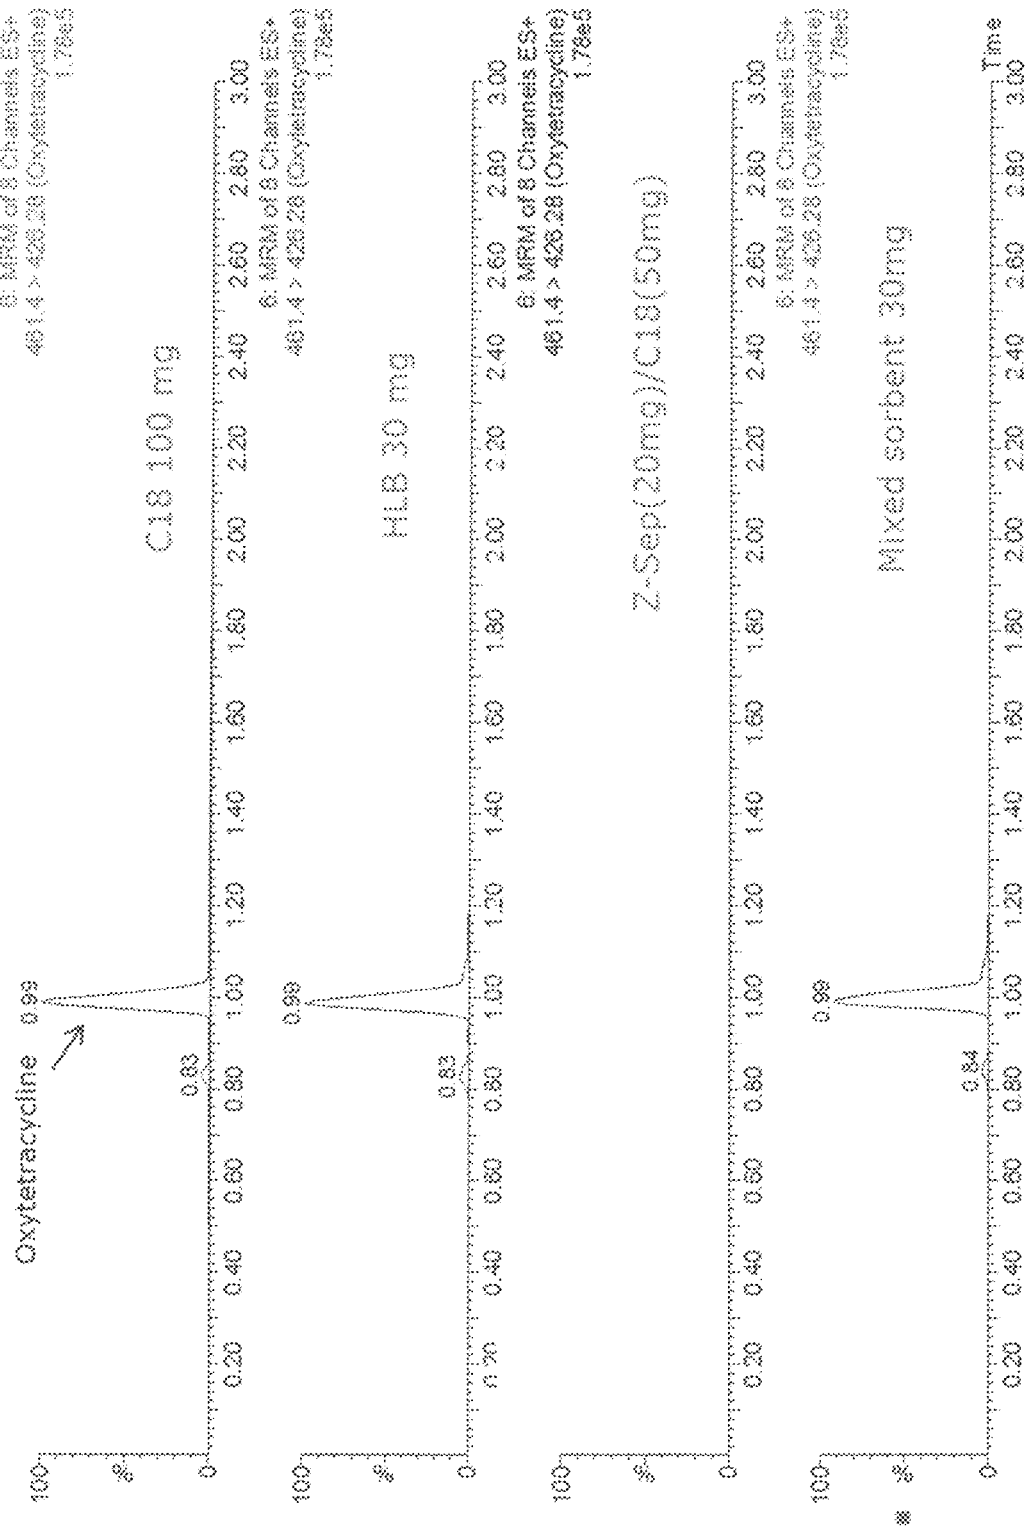 6: MRM of 8 Channels ES+
461.4 > 426.28 (Oxytetracycline)
1.78e5
Oxytetracycline
0.99
0.83
C18 100 mg
100
%
0
0.20 0.40 0.60 0.80 1.00 1.20 1.40 1.60 1.80 2.00 2.20 2.40 2.60 2.80 3.00
6: MRM of 8 Channels ES+
461.4 > 426.28 (Oxytetracycline)
1.78e5
0.99
0.83
HLB 30 mg
100
%
0
0.20 0.40 0.60 0.80 1.00 1.20 1.40 1.60 1.80 2.00 2.20 2.40 2.60 2.80 3.00
6: MRM of 8 Channels ES+
461.4 > 426.28 (Oxytetracycline)
1.78e5
Z-Sep(20mg)/C18(50mg)
100
%
0
0.20 0.40 0.60 0.80 1.00 1.20 1.40 1.60 1.80 2.00 2.20 2.40 2.60 2.80 3.00
6: MRM of 8 Channels ES+
461.4 > 426.28 (Oxytetracycline)
1.78e5
0.99
0.84
Mixed sorbent 30mg
100
%
0
0.20 0.40 0.60 0.80 1.00 1.20 1.40 1.60 1.80 2.00 2.20 2.40 2.60 2.80 3.00
Time